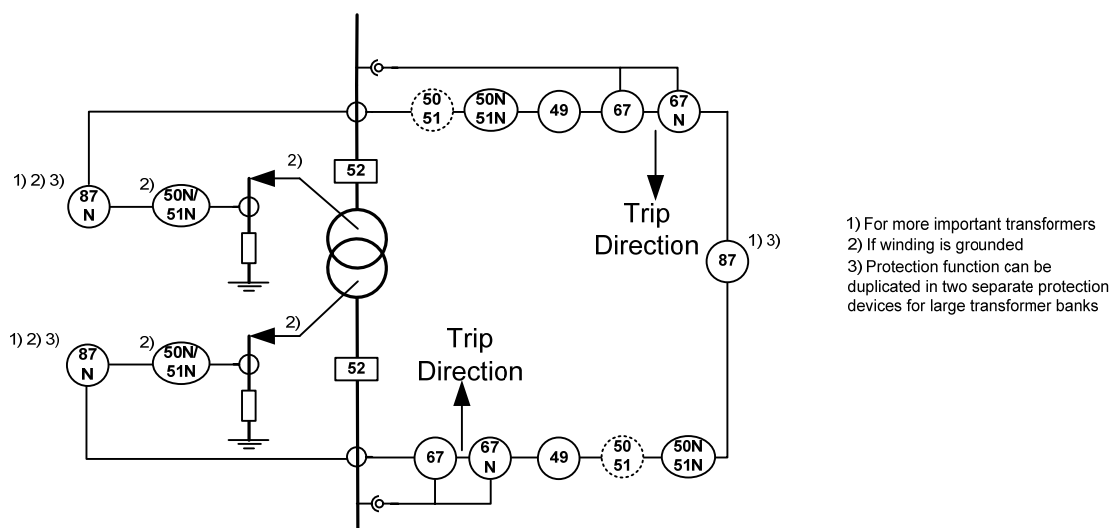 50
51
50N
51N
49
67
67
N
52
2)
1) 2) 3)
87
N
2)
50N/
51N
Trip
Direction
87
1) 3)
1) For more important transformers
2) If winding is grounded
3) Protection function can be
duplicated in two separate protection
devices for large transformer banks
2)
1) 2) 3)
87
N
2)
50N/
51N
52
Trip
Direction
67
67
N
49
50
51
50N
51N